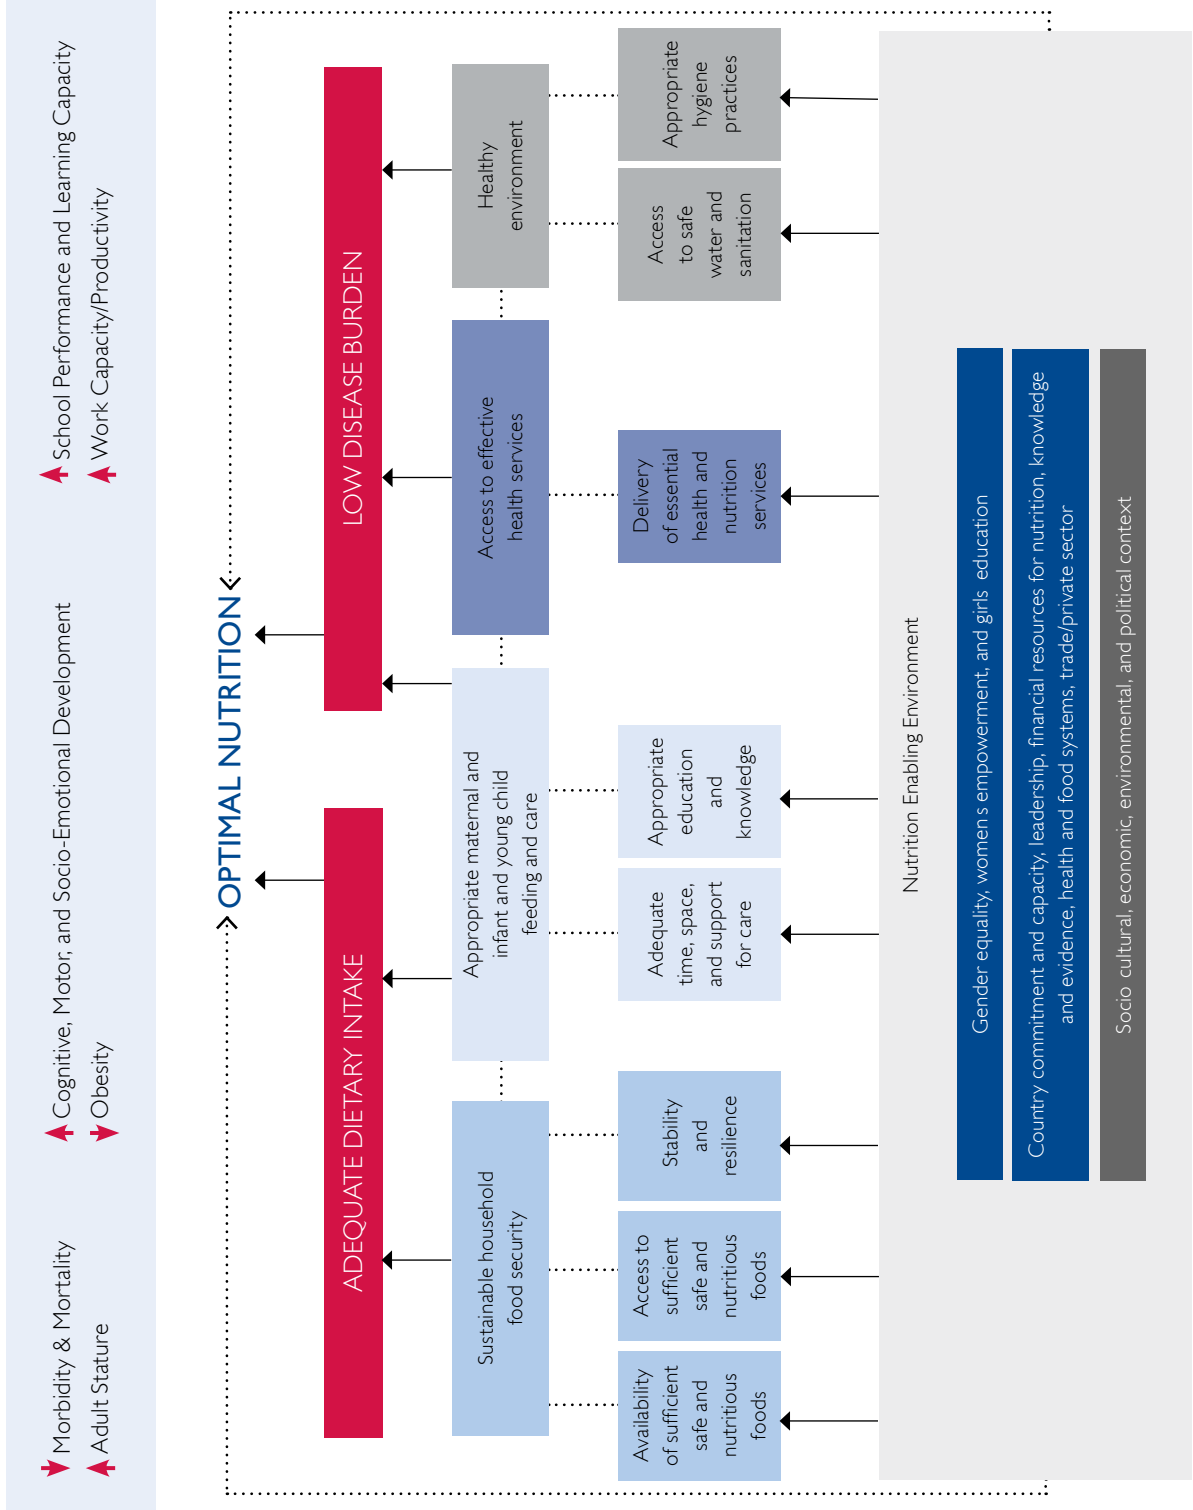 Morbidity & Mortality
Adult Stature
Cognitive, Motor, and Socio-Emotional Development
Obesity
School Performance and Learning Capacity
Work Capacity/Productivity
OPTIMAL NUTRITION
ADEQUATE DIETARY INTAKE
LOW DISEASE BURDEN
Sustainable household
food security
Appropriate maternal and
infant and young child
feeding and care
Access to effective
health services
Healthy
environment
Availability
of sufficient
safe and
nutritious
foods
Access to
sufficient
safe and
nutritious
foods
Stability
and
resilience
Adequate
time, space,
and support
for care
Appropriate
education
and
knowledge
Delivery
of essential
health and
nutrition
services
Access
to safe
water and
sanitation
Appropriate
hygiene
practices
Nutrition Enabling Environment
Gender equality, women s empowerment, and girls education
Country commitment and capacity, leadership, financial resources for nutrition, knowledge
and evidence, health and food systems, trade/private sector
Socio cultural, economic, environmental, and political context